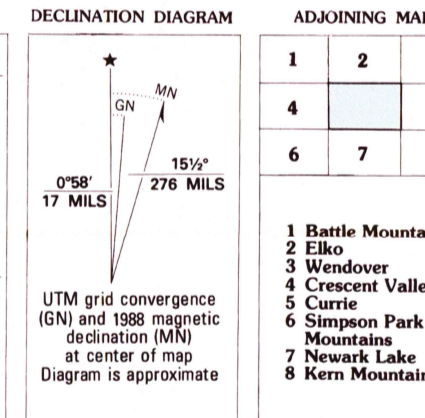 DECLINATION DIAGRAM
MN
GN
0°58′
17 MILS
15½°
276 MILS
UTM grid convergence
(GN) and 1988 magnetic
declination (MN)
at center of map
Diagram is approximate
ADJOINING MA
1 2
4
6 7
1 Battle Mounta
2 Elko
3 Wendover
4 Crescent Valle
5 Currie
6 Simpson Park
Mountains
7 Newark Lake
8 Kern Mountain